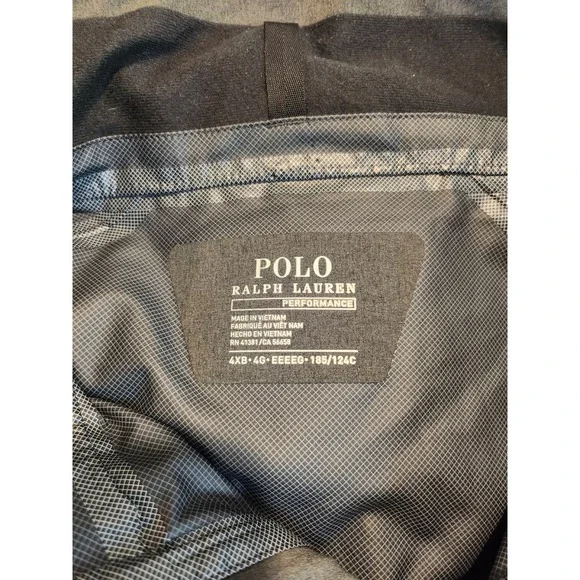 POLO
RALPH LAUREN
PERFORMANCE
MADE IN VIETNAM
FABRIQUÉ AU VIÊT NAM
HECHO EN VIETNAM
RN 41381/CA 56658
4XB•4G•EEEEG•185/124C